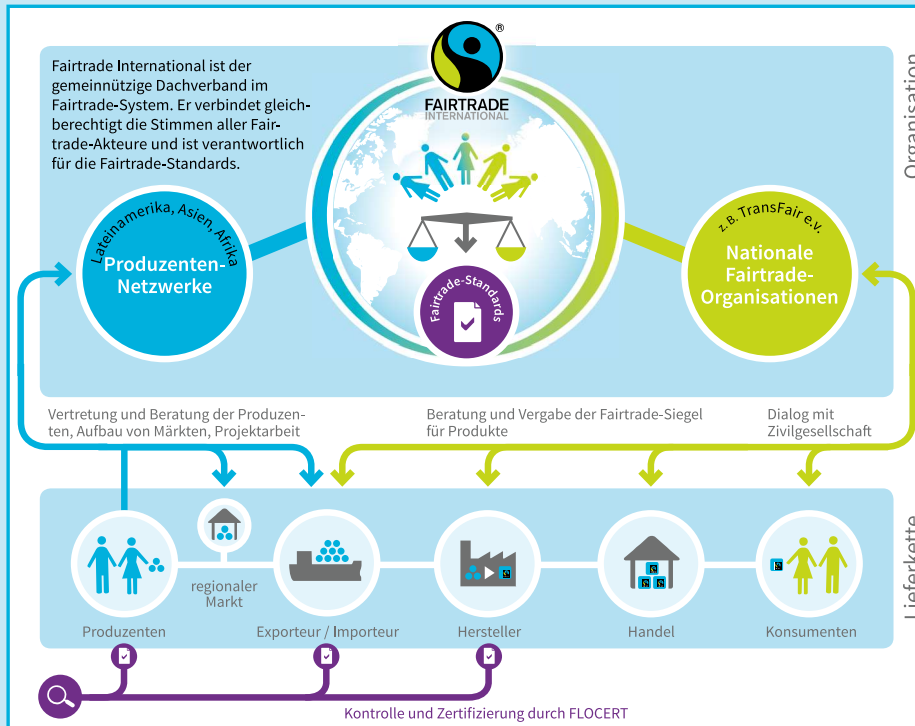 ®
FAIRTRADE
INTERNATIONAL
Fairtrade International ist der
gemeinnützige Dachverband im
Fairtrade-System. Er verbindet gleich-
berechtigt die Stimmen aller Fair-
trade-Akteure und ist verantwortlich
für die Fairtrade-Standards.
Organisation
Lateinamerika, Asien, Afrika
Produzenten-
Netzwerke
Fairtrade-Standards
z. B. TransFair e.v.
Nationale
Fairtrade-
Organisationen
Vertretung und Beratung der Produzen-
ten, Aufbau von Märkten, Projektarbeit
Beratung und Vergabe der Fairtrade-Siegel
für Produkte
Dialog mit
Zivilgesellschaft
Lieferkette
regionaler
Markt
Produzenten
Exporteur / Importeur
Hersteller
Handel
Konsumenten
Kontrolle und Zertifizierung durch FLOCERT